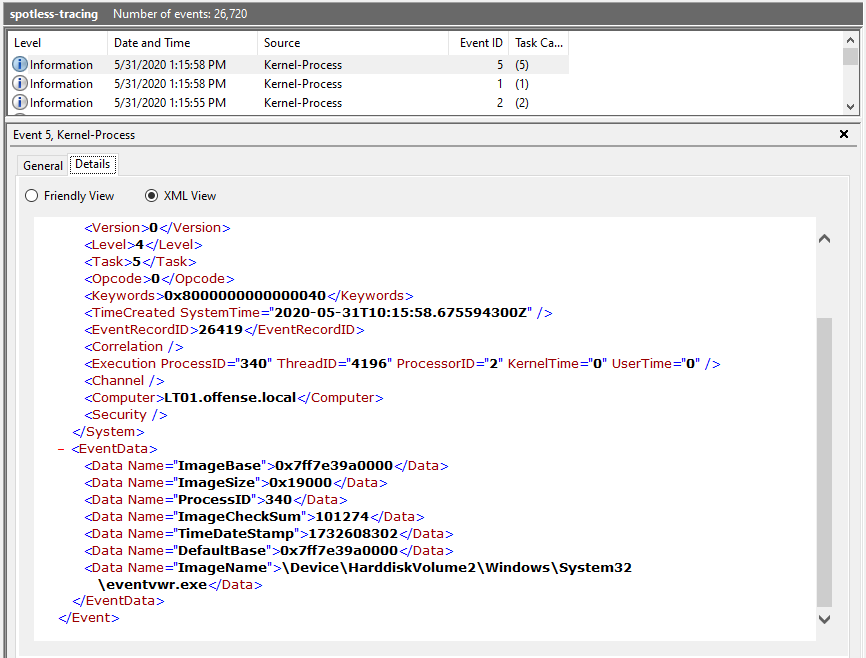 spotless-tracing Number of events: 26,720
Level Date and Time Source Event ID Task Ca...
Information 5/31/2020 1:15:58 PM Kernel-Process 5 (5)
Information 5/31/2020 1:15:58 PM Kernel-Process 1 (1)
Information 5/31/2020 1:15:55 PM Kernel-Process 2 (2)
Event 5, Kernel-Process
General Details
Friendly View XML View
<Version>0</Version>
<Level>4</Level>
<Task>5</Task>
<Opcode>0</Opcode>
<Keywords>0x8000000000000040</Keywords>
<TimeCreated SystemTime="2020-05-31T10:15:58.675594300Z" />
<EventRecordID>26419</EventRecordID>
<Correlation />
<Execution ProcessID="340" ThreadID="4196" ProcessorID="2" KernelTime="0" UserTime="0" />
<Channel />
<Computer>LT01.offense.local</Computer>
<Security />
</System>
– <EventData>
<Data Name="ImageBase">0x7ff7e39a0000</Data>
<Data Name="ImageSize">0x19000</Data>
<Data Name="ProcessID">340</Data>
<Data Name="ImageCheckSum">101274</Data>
<Data Name="TimeDateStamp">1732608302</Data>
<Data Name="DefaultBase">0x7ff7e39a0000</Data>
<Data Name="ImageName">\Device\HarddiskVolume2\Windows\System32
\eventvwr.exe</Data>
</EventData>
</Event>